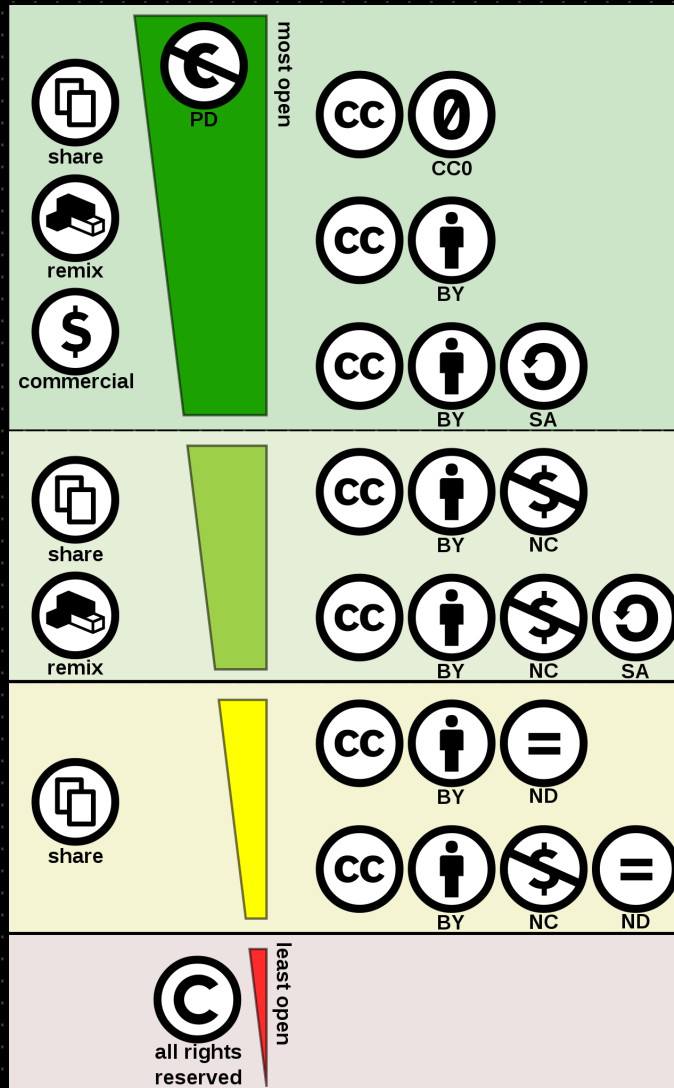 most open
PD
share
CC 0
CC0
remix
CC
BY
$
commercial
CC
BY SA
share
CC $
BY NC
remix
CC $
BY NC SA
share
CC =
BY ND
CC $ =
BY NC ND
least open
C
all rights
reserved